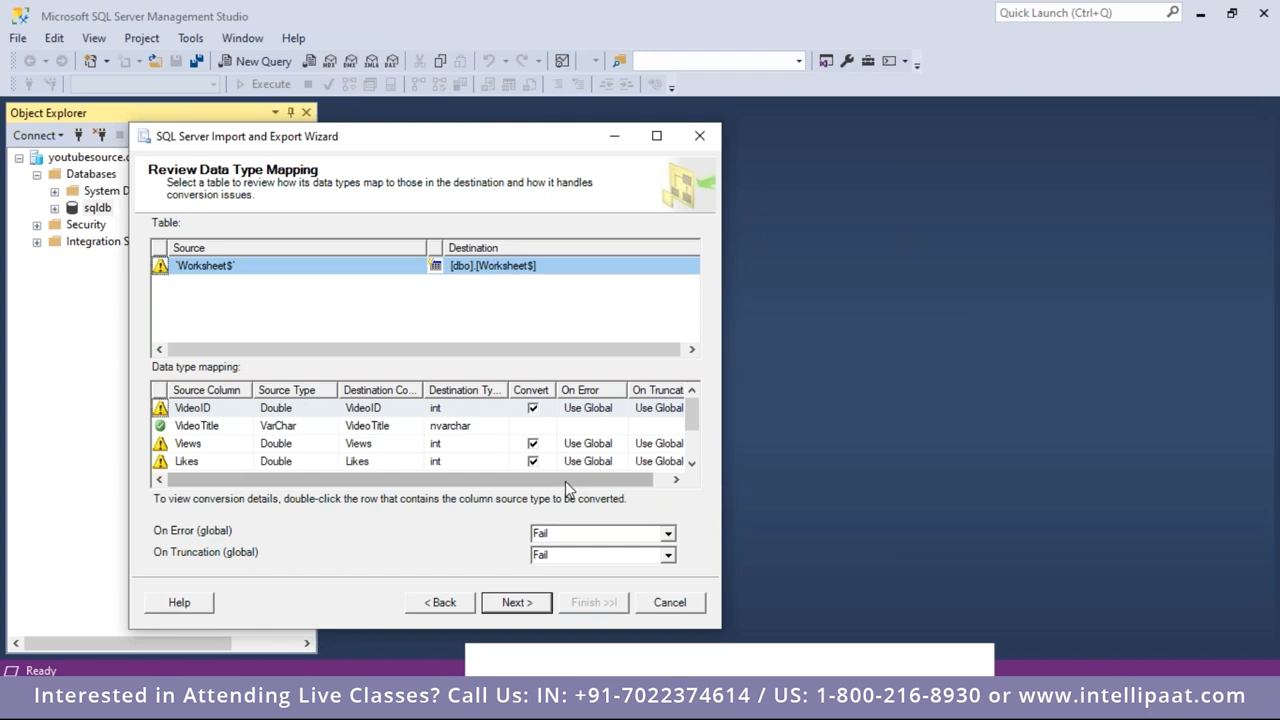 Microsoft SQL Server Management Studio
Quick Launch (Ctrl+Q)
File Edit View Project Tools Window Help
New Query
MDX DMX XMLA DAX
Execute
Object Explorer
Connect
youtubesource.
Databases
System D
sqldb
Security
Integration S
SQL Server Import and Export Wizard
Review Data Type Mapping
Select a table to review how its data types map to those in the destination and how it handles
conversion issues.
Table:
Source Destination
`Worksheet$` [dbo].[Worksheet$]
Data type mapping:
Source Column Source Type Destination Co... Destination Ty... Convert On Error On Truncat
VideoID Double VideoID int Use Global Use Global
VideoTitle VarChar VideoTitle nvarchar
Views Double Views int Use Global Use Global
Likes Double Likes int Use Global Use Global
To view conversion details, double-click the row that contains the column source type to be converted.
On Error (global) Fail
On Truncation (global) Fail
Help < Back Next > Finish >>| Cancel
Ready
Interested in Attending Live Classes? Call Us: IN: +91-7022374614 / US: 1-800-216-8930 or www.intellipaat.com